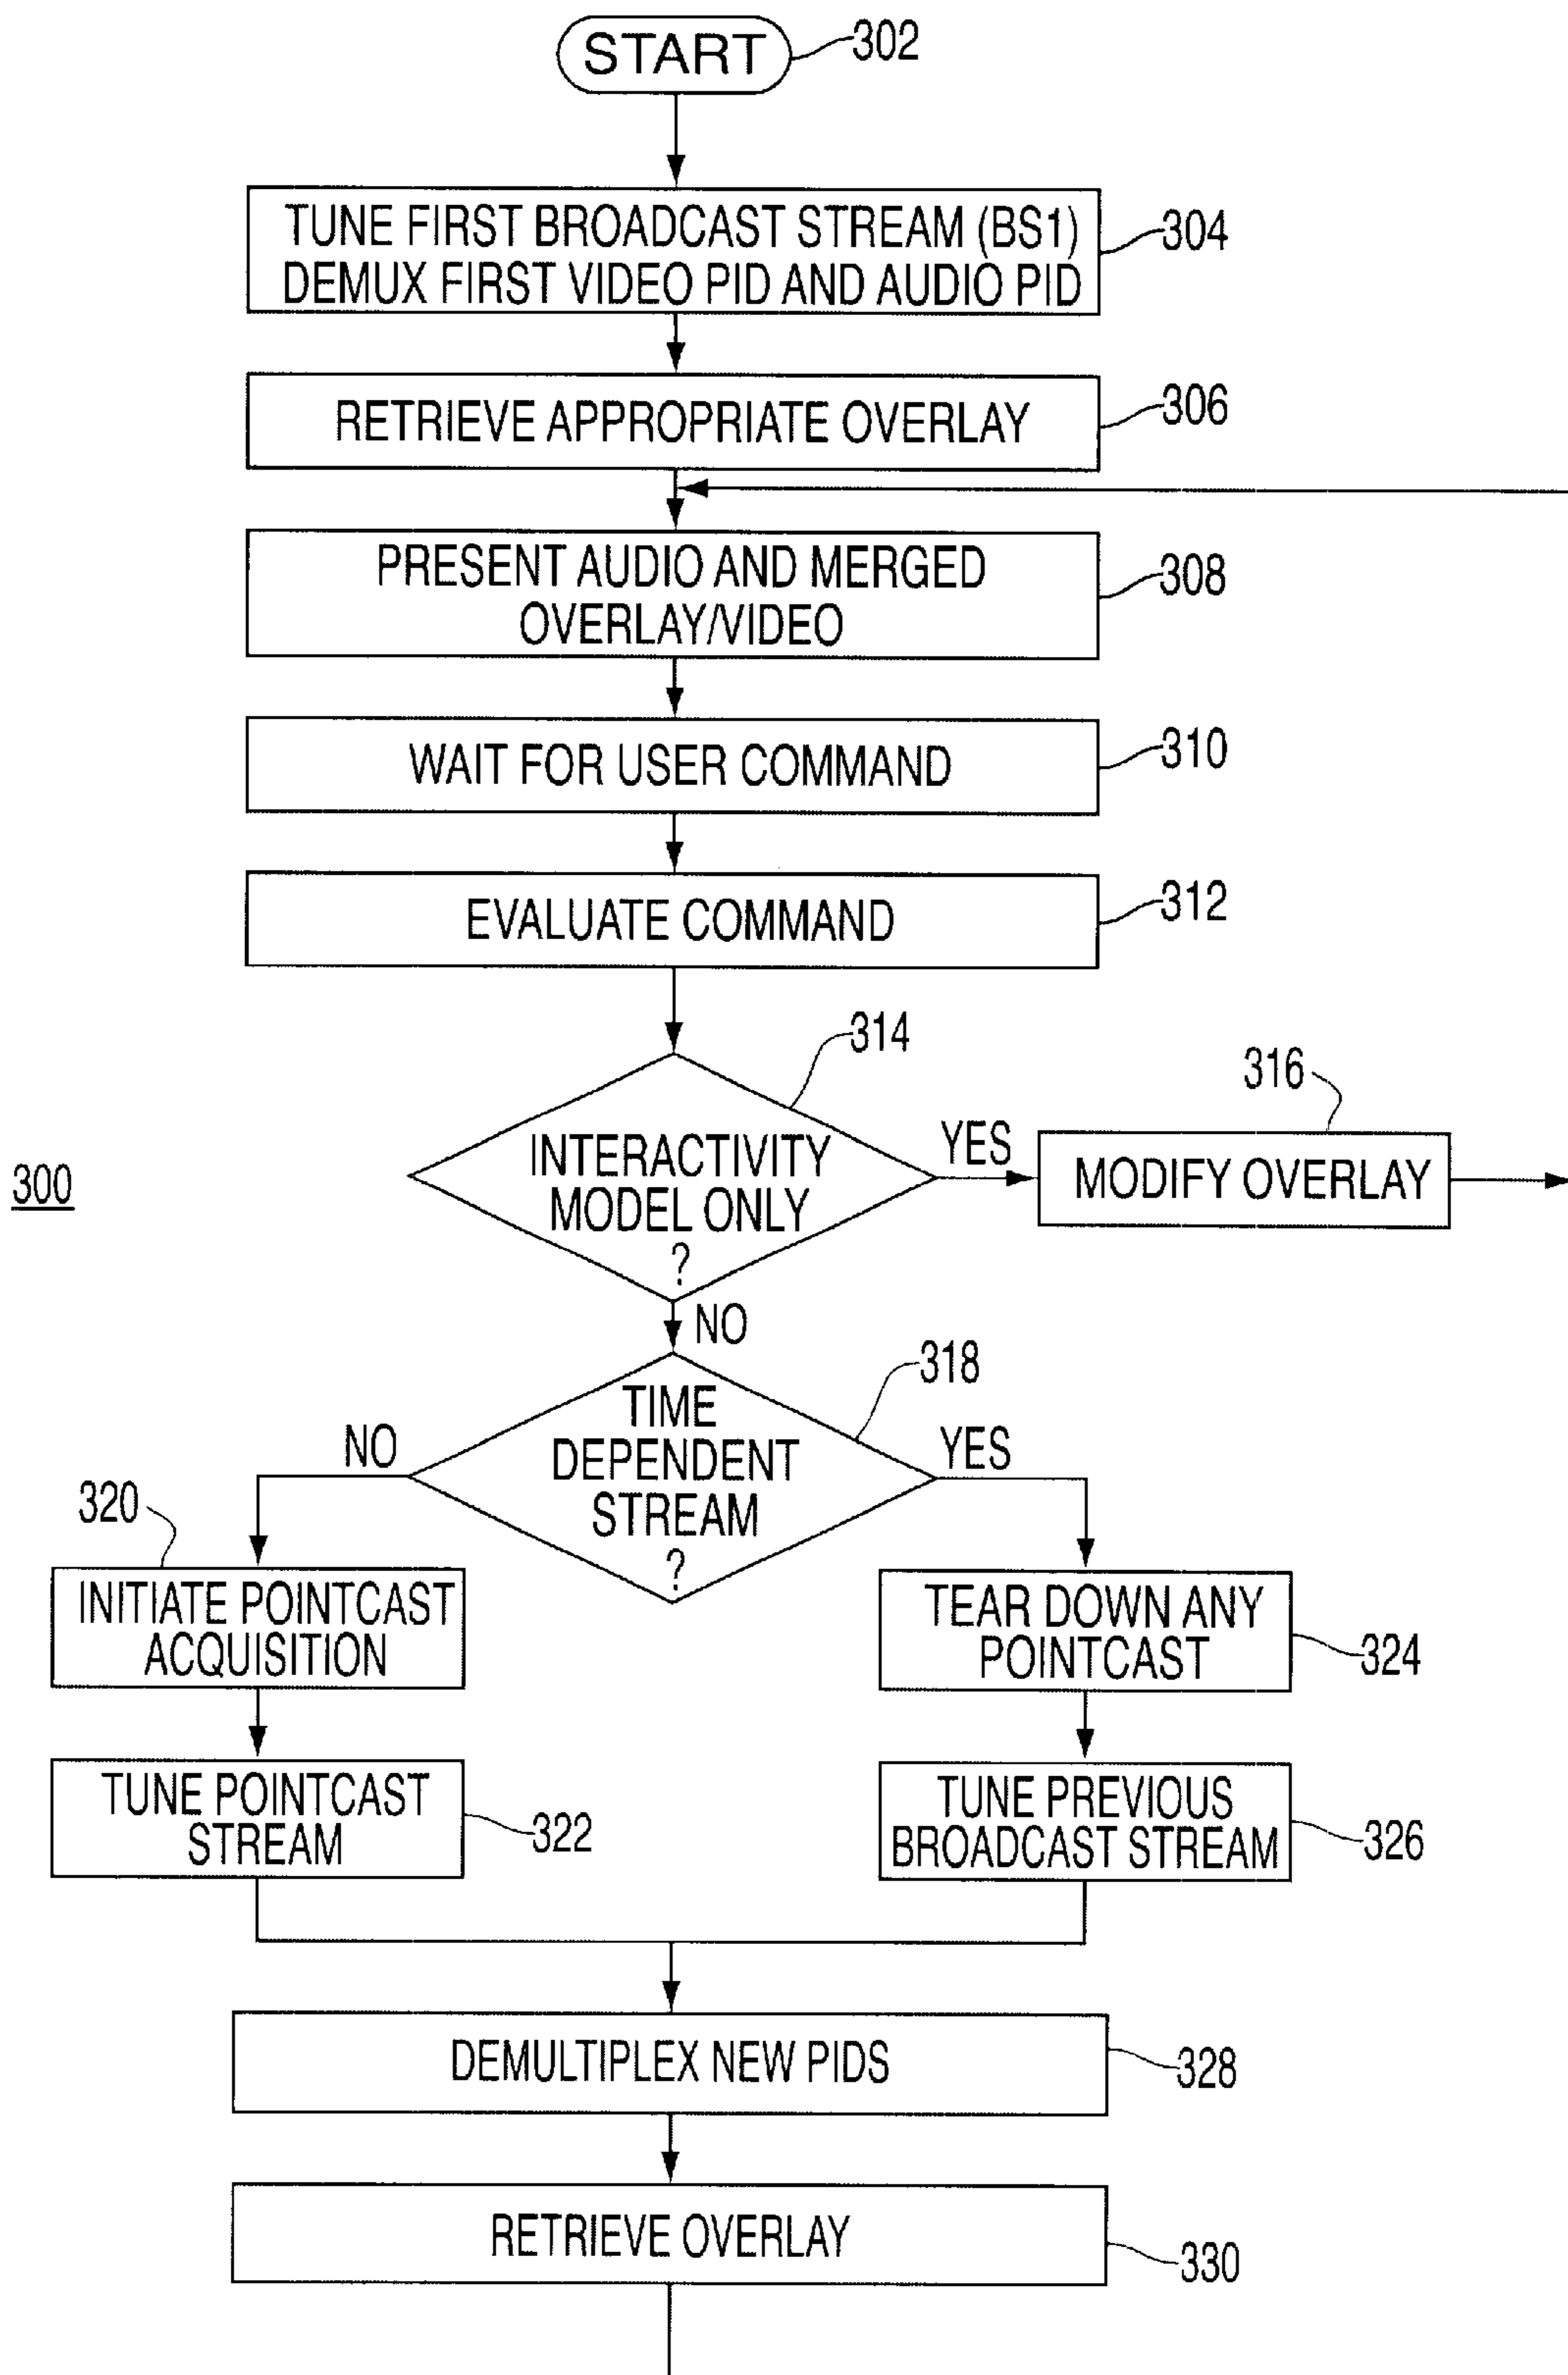 START
302
TUNE FIRST BROADCAST STREAM (BS1)
DEMUX FIRST VIDEO PID AND AUDIO PID
304
RETRIEVE APPROPRIATE OVERLAY
306
PRESENT AUDIO AND MERGED
OVERLAY/VIDEO
308
WAIT FOR USER COMMAND
310
EVALUATE COMMAND
312
314
INTERACTIVITY
MODEL ONLY
?
YES
316
MODIFY OVERLAY
300
NO
318
TIME
DEPENDENT
STREAM
?
NO
YES
320
INITIATE POINTCAST
ACQUISITION
TEAR DOWN ANY
POINTCAST
324
TUNE POINTCAST
STREAM
322
TUNE PREVIOUS
BROADCAST STREAM
326
DEMULTIPLEX NEW PIDS
328
RETRIEVE OVERLAY
330